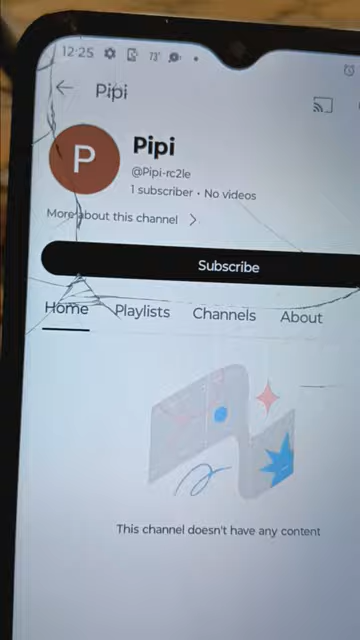 12:25 73°
Pipi
P
Pipi
@Pipi-rc2le
1 subscriber • No videos
More about this channel
Subscribe
Home Playlists Channels About
This channel doesn't have any content